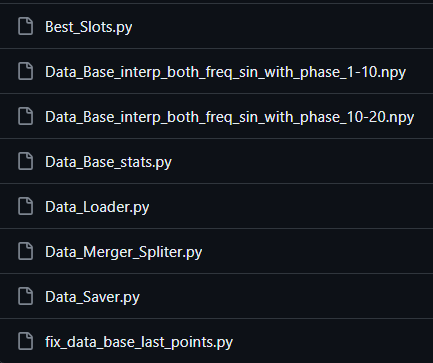 Best_Slots.py
Data_Base_interp_both_freq_sin_with_phase_1-10.npy
Data_Base_interp_both_freq_sin_with_phase_10-20.npy
Data_Base_stats.py
Data_Loader.py
Data_Merger_Spliter.py
Data_Saver.py
fix_data_base_last_points.py